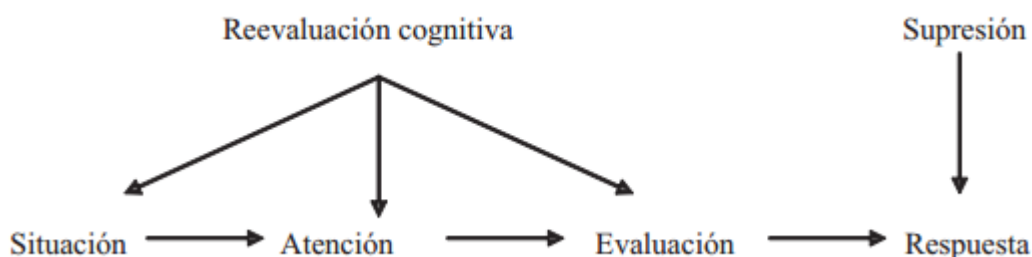 Reevaluación cognitiva Supresión
Situación Atención Evaluación Respuesta